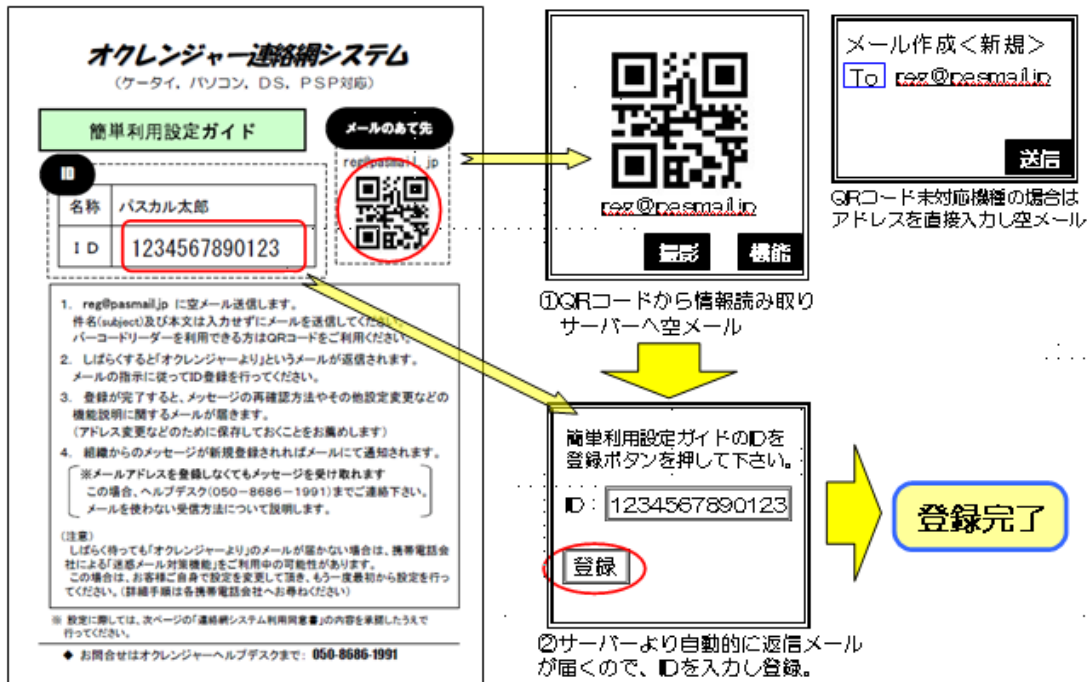 オクレンジャー連絡網システム
（ケータイ，パソコン，DS，PSP対応）
簡単利用設定ガイド
メールのあて先
reg@pasmail.jp
ID
名称 パスカル太郎
ID 1234567890123
1. reg@pasmail.jp に空メール送信します。
件名(subject)及び本文は入力せずにメールを送信してください。
バーコードリーダーを利用できる方はQRコードをご利用ください。
2. しばらくすると「オクレンジャーより」というメールが返信されます。
メールの指示に従ってID登録を行ってください。
3. 登録が完了すると、メッセージの再確認方法やその他設定変更などの
機能説明に関するメールが届きます。
（アドレス変更などのために保存しておくことをお薦めします）
4. 組織からのメッセージが新規登録されればメールにて通知されます。
※メールアドレスを登録しなくてもメッセージを受け取れます
この場合、ヘルプデスク(050－8686－1991)までご連絡下さい。
メールを使わない受信方法について説明します。
（注意）
しばらく待っても「オクレンジャーより」のメールが届かない場合は、携帯電話会
社による「迷惑メール対策機能」をご利用中の可能性があります。
この場合は、お客様ご自身で設定を変更して頂き、もう一度最初から設定を行っ
てください。（詳細手順は各携帯電話会社へお尋ねください）
※ 設定に際しては、次ページの「連絡網システム利用同意書」の内容を承諾したうえで
行ってください。
◆ お問合せはオクレンジャーヘルプデスクまで： 050-8686-1991
reg@pasmail.jp
撮影 機能
①QRコードから情報読み取り
サーバーへ空メール
メール作成＜新規＞
To reg@pasmail.jp
送信
QRコード未対応機種の場合は
アドレスを直接入力し空メール
簡単利用設定ガイドのIDを
登録ボタンを押して下さい。
ID： 1234567890123
登録
②サーバーより自動的に返信メール
が届くので、IDを入力し登録。
登録完了